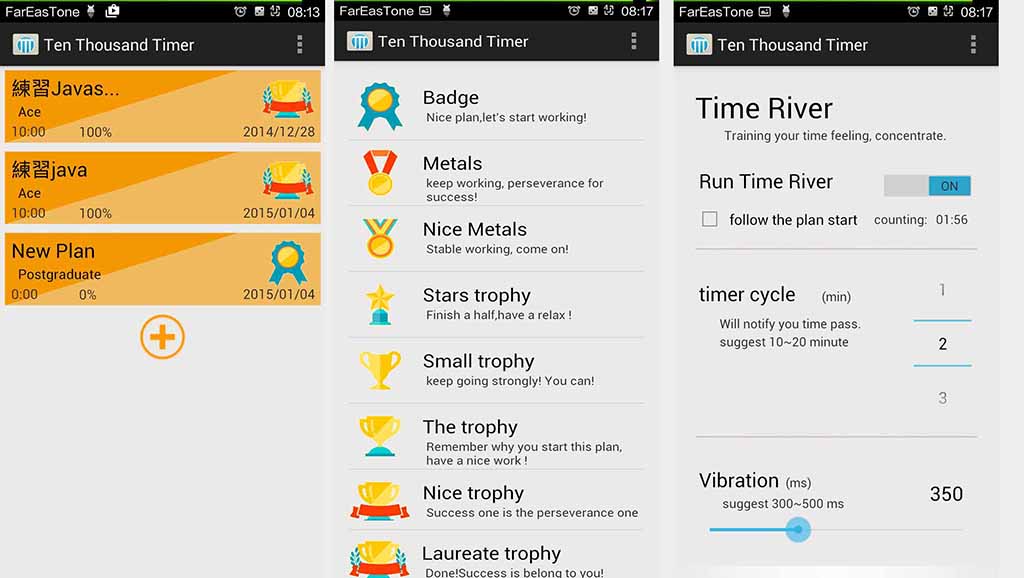 FarEastOne 08:13
Ten Thousand Timer
練習Javas...
Ace
10:00 100% 2014/12/28
練習java
Ace
10:00 100% 2015/01/04
New Plan
Postgraduate
0:00 0% 2015/01/04
FarEasTone 08:17
Ten Thousand Timer
Badge
Nice plan,let's start working!
Metals
keep working, perseverance for
success!
Nice Metals
Stable working, come on!
Stars trophy
Finish a half,have a relax !
Small trophy
keep going strongly! You can!
The trophy
Remember why you start this plan,
have a nice work !
Nice trophy
Success one is the perseverance one
Laureate trophy
Done!Success is belong to you!
FarEasTone 08:17
Ten Thousand Timer
Time River
Training your time feeling, concentrate.
Run Time River ON
follow the plan start counting: 01:56
timer cycle (min)
Will notify you time pass.
suggest 10~20 minute
1
2
3
Vibration (ms)
suggest 300~500 ms
350